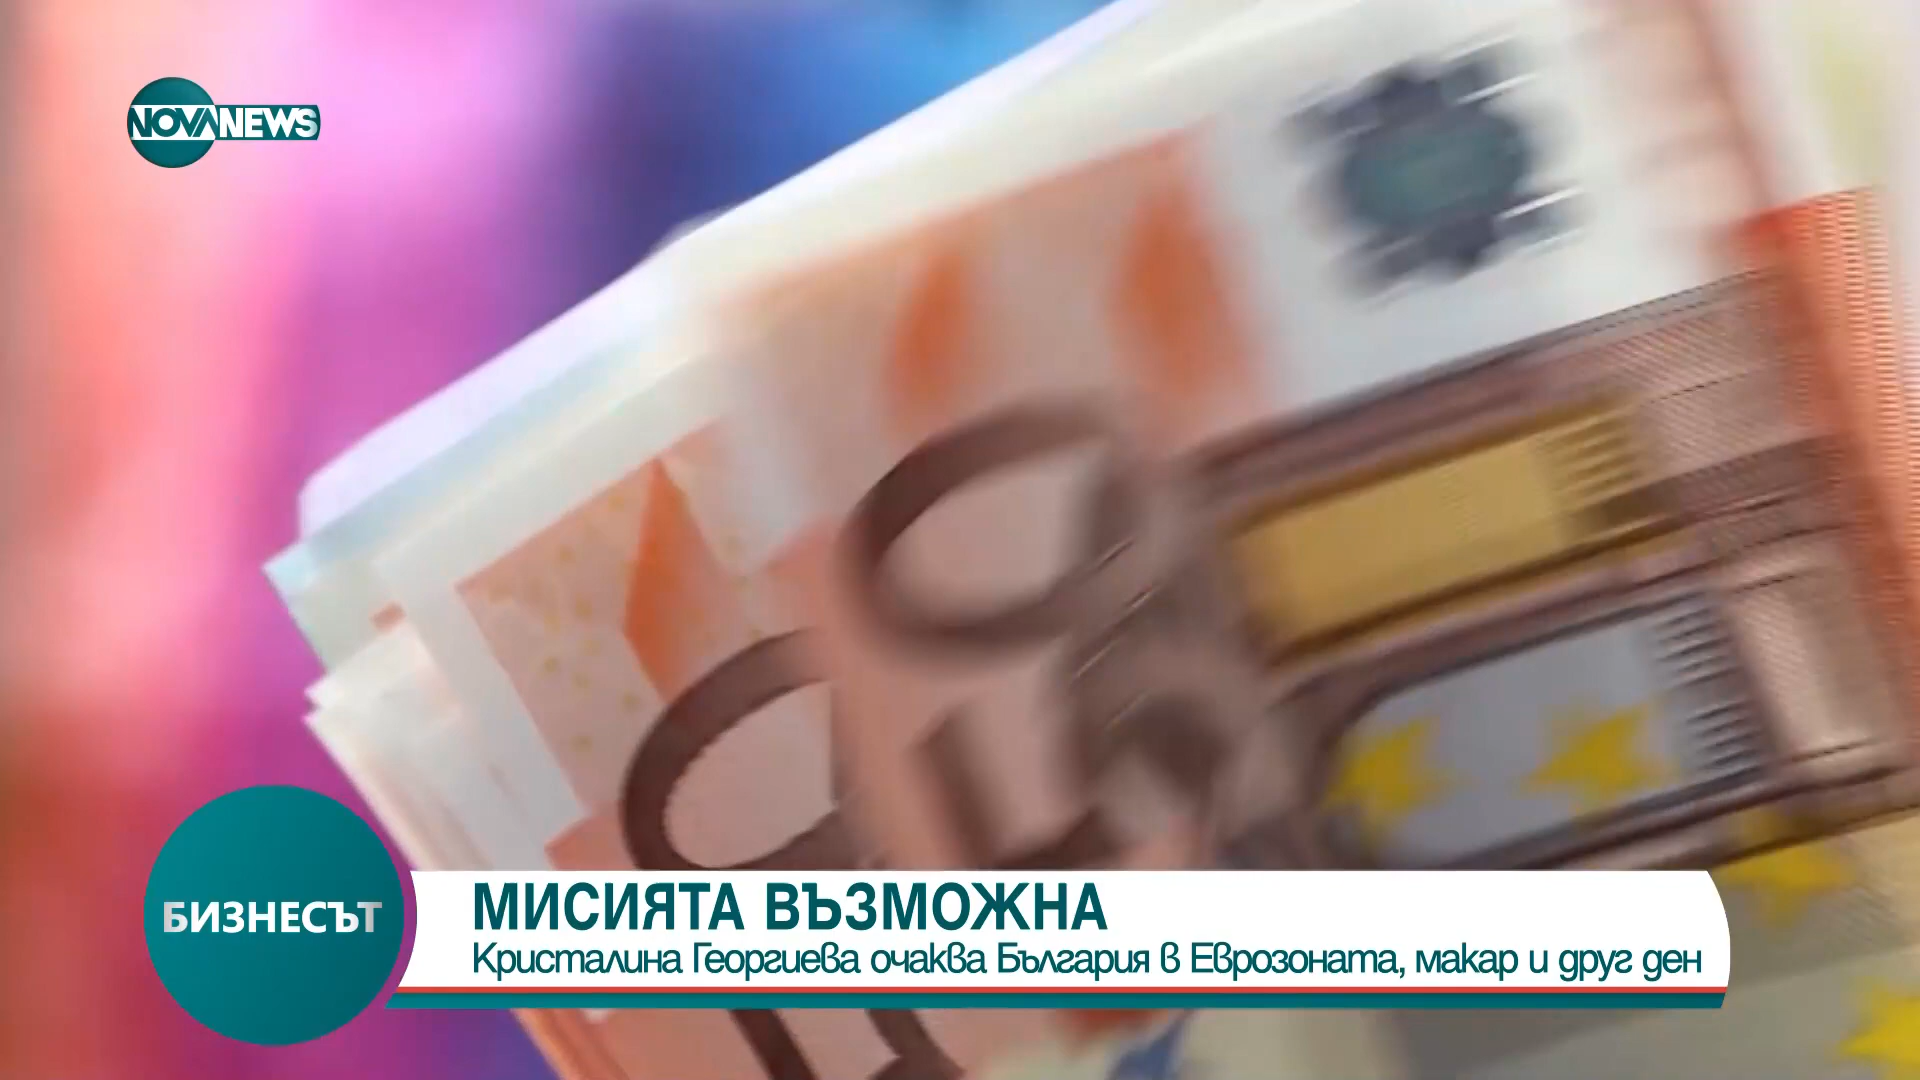 NOVANEWS
БИЗНЕСЪТ
МИСИЯТА ВЪЗМОЖНА
Кристалина Георгиева очаква България в Еврозоната, макар и друг ден